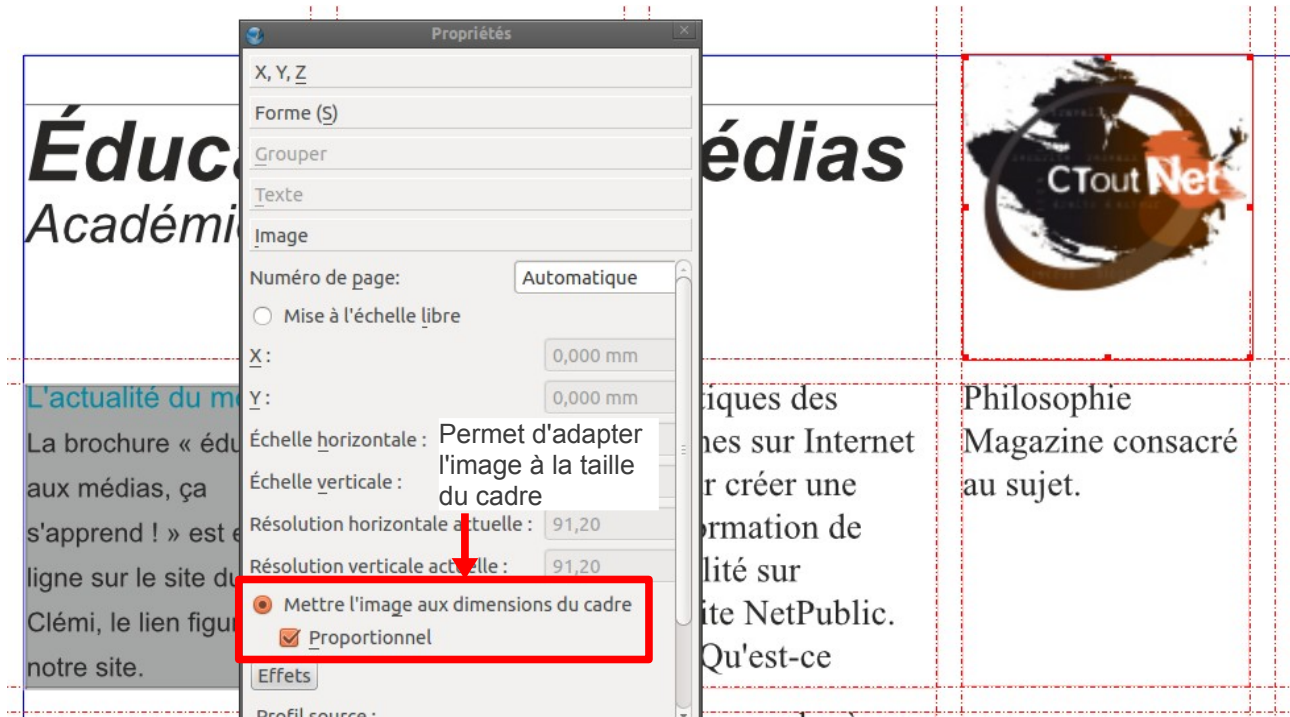 Propriétés
X, Y, Z
Forme (S)
Grouper
Texte
Image
Numéro de page: Automatique
Mise à l'échelle libre
X : 0,000 mm
Y : 0,000 mm
Échelle horizontale :
Échelle verticale :
Permet d'adapter
l'image à la taille
du cadre
Résolution horizontale actuelle : 91,20
Résolution verticale actuelle : 91,20
Mettre l'image aux dimensions du cadre
Proportionnel
Effets
Profil source :
Éduc
édias
Académi
CTout Net
L'actualité du m
La brochure « édu
aux médias, ça
s'apprend ! » est e
ligne sur le site du
Clémi, le lien figu
notre site.
tiques des
nes sur Internet
r créer une
ormation de
lité sur
ite NetPublic.
Qu'est-ce
Philosophie
Magazine consacré
au sujet.